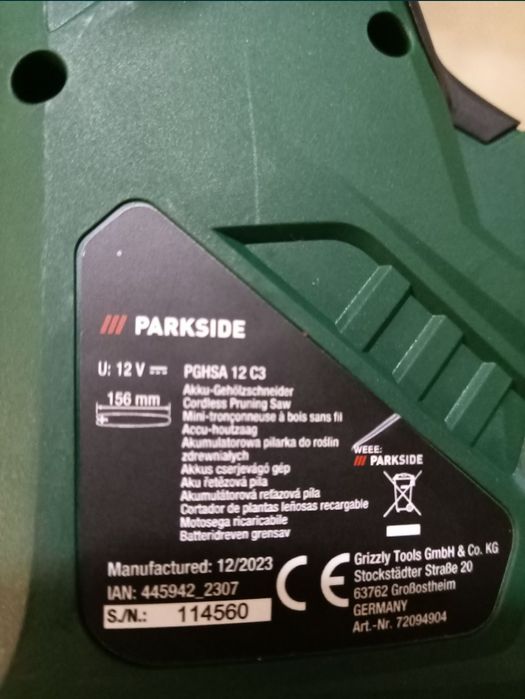 PARKSIDE
U: 12 V PGHSA 12 C3
156 mm
Akku-Gehölzschneider
Cordless Pruning Saw
Mini-tronçonneuse à bois sans fil
Accu-houtzaag
Akumulatorowa pilarka do roślin
zdrewniałych
Akkus cserjevágó gép
Aku řetězová pila
Akumulátorová reťazová píla
Cortador de plantas leñosas recargable
Motosega ricaricabile
Batteridreven grensav
WEEE:
PARKSIDE
Manufactured: 12/2023
IAN: 445942_2307
S./N.: 114560
CE
Grizzly Tools GmbH & Co. KG
Stockstädter Straße 20
63762 Großostheim
GERMANY
Art.-Nr. 72094904